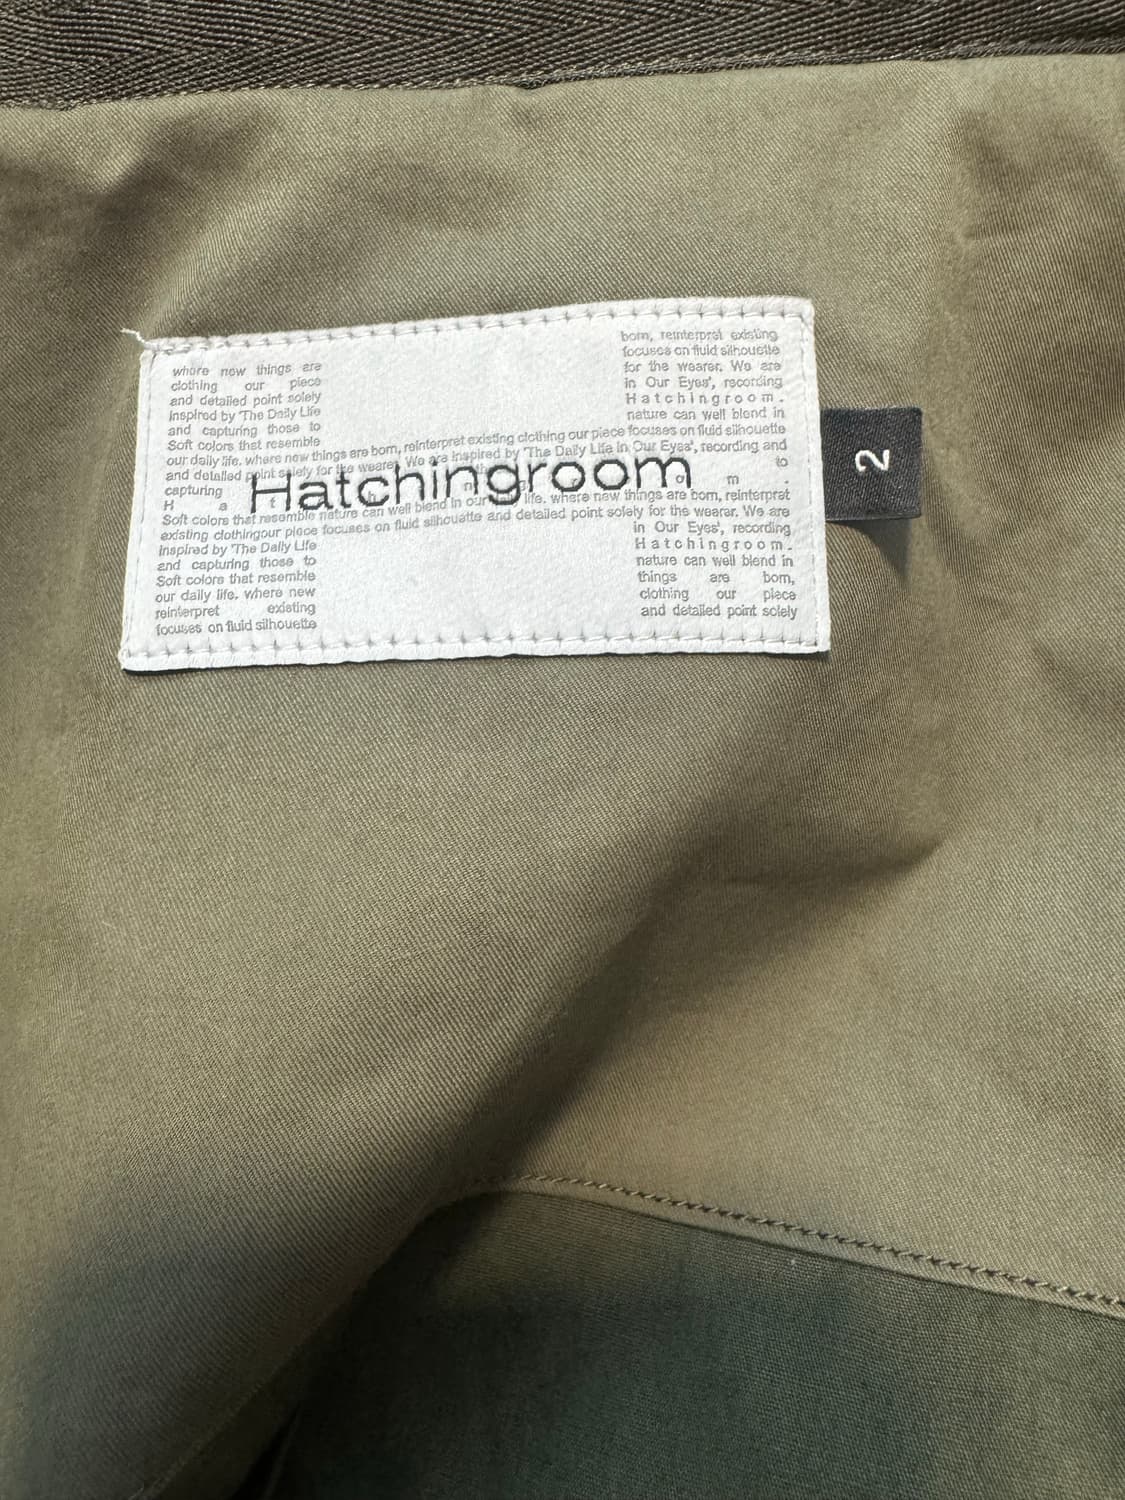 where new things are
clothing our piece
and detailed point solely
Inspired by 'The Daily Life
and capturing those to
Soft colors that resemble
born, reinterpret existing
focuses on fluid silhouette
for the wearer. We are
in Our Eyes', recording
Hatchingroom.
nature can well blend in
our daily life. where new things are born, reinterpret existing clothing our piece focuses on fluid silhouette
and detailed point solely for the wearer. We are Inspired by 'The Daily Life In Our Eyes', recording and
capturing to
H a t n o m .
Hatchingroom
Soft colors that resemble nature can well blend In our life. where new things are born, reinterpret
existing clothingour piece focuses on fluid silhouette and detailed point solely for the wearer. We are
Inspired by 'The Daily Life
and capturing those to
Soft colors that resemble
our daily life. where new
reinterpret existing
focuses on fluid silhouette
in Our Eyes', recording
Hatchingroom.
nature can well blend in
things are born,
clothing our piece
and detailed point solely
2